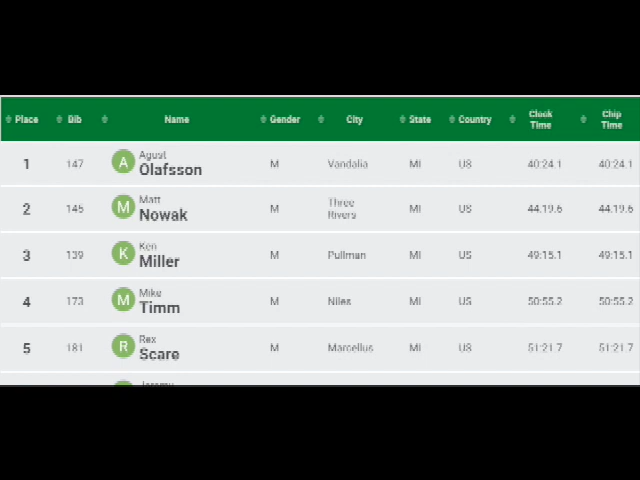 Place Bib Name Gender City State Country Clock Time Chip Time
1 147 A Agust Olafsson M Vandalia MI US 40:24.1 40:24.1
2 145 M Matt Nowak M Three Rivers MI US 44:19.6 44:19.6
3 139 K Ken Miller M Pullman MI US 49:15.1 49:15.1
4 173 M Mike Timm M Niles MI US 50:55.2 50:55.2
5 181 R Rex Scare M Marcellus MI US 51:21.7 51:21.7